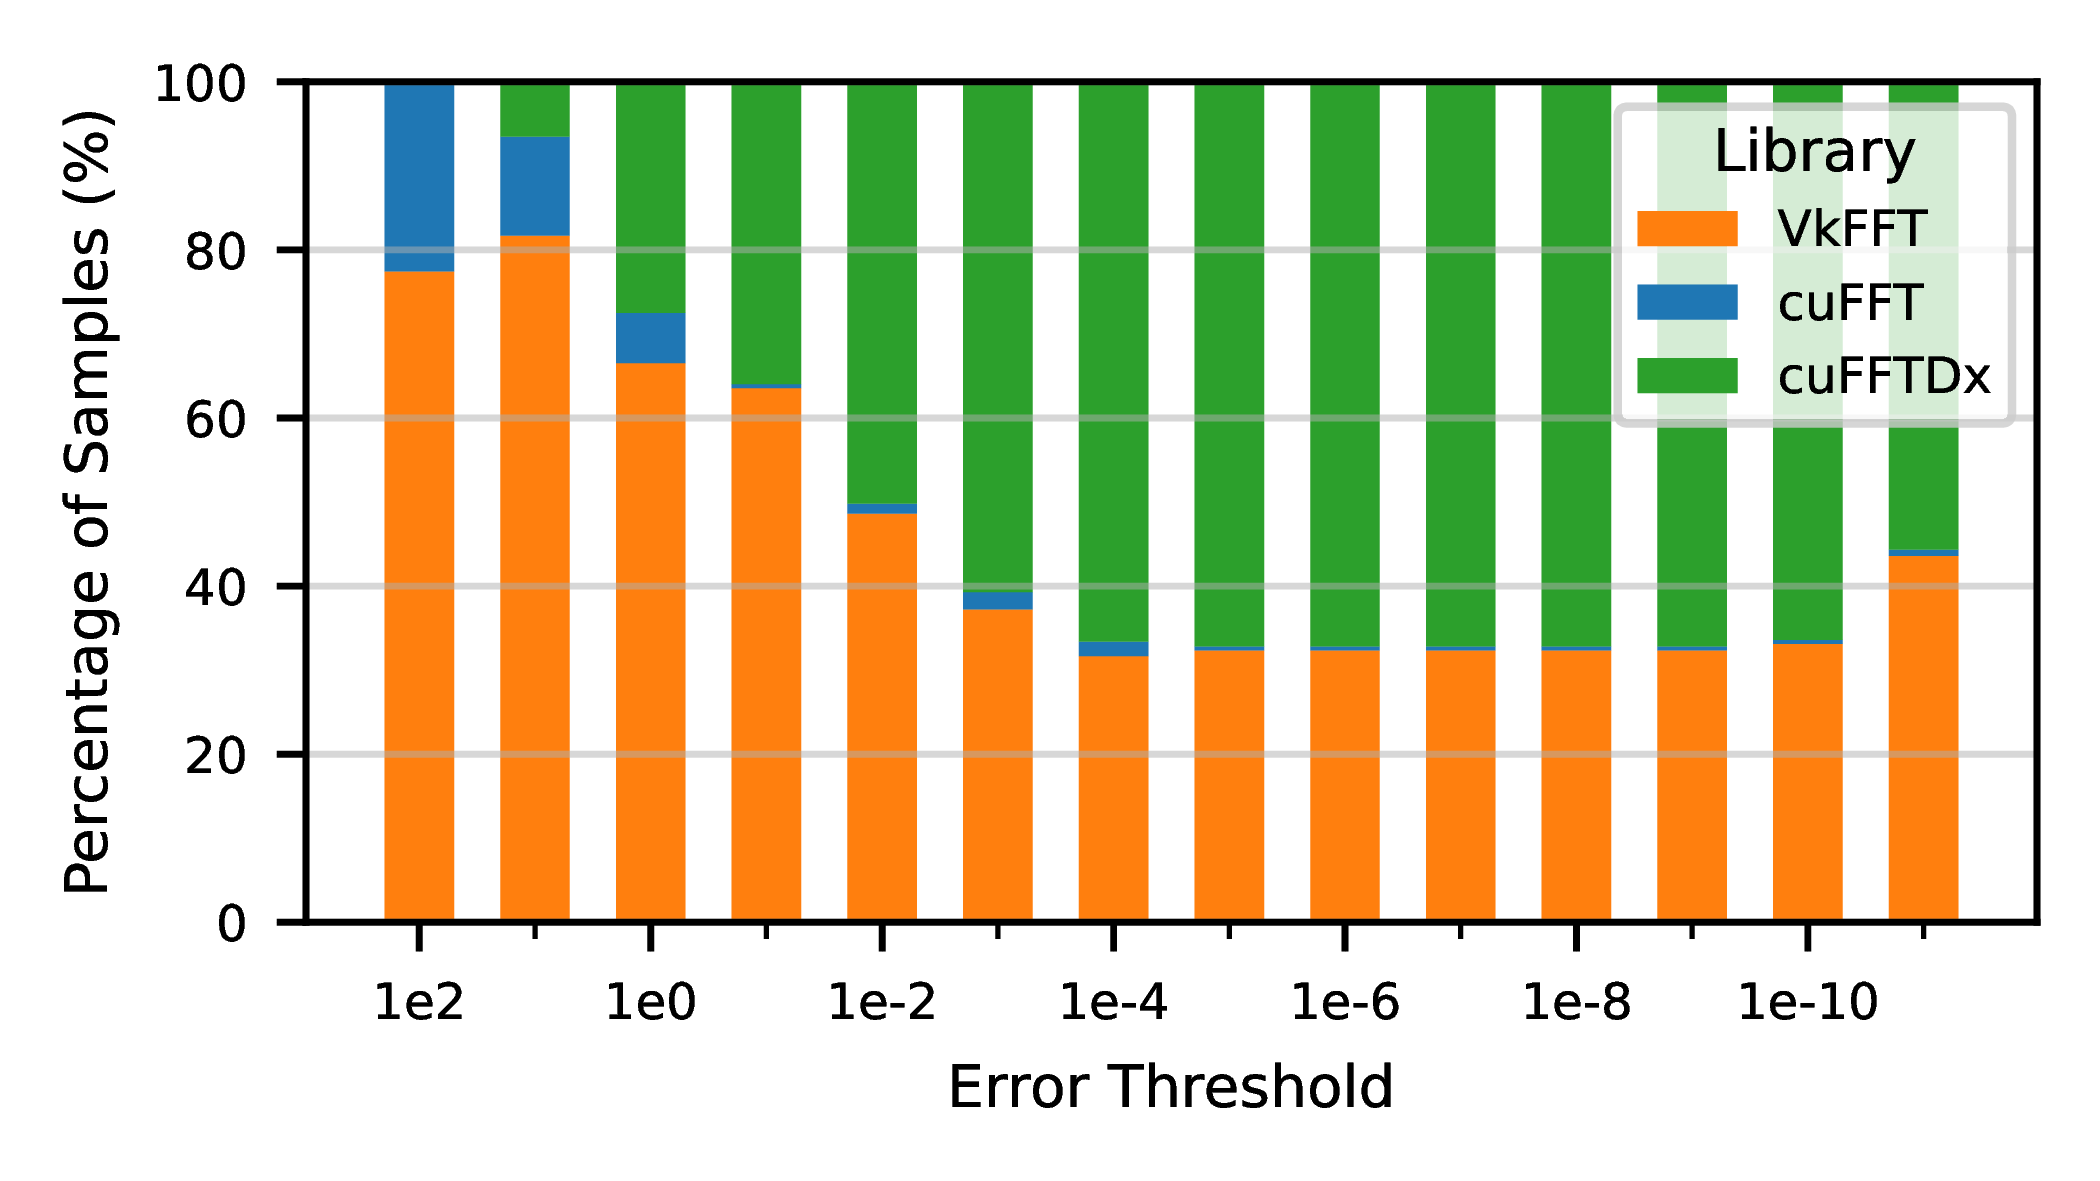 Percentage of Samples (%)
100
80
60
40
20
0
Library
VkFFT
cuFFT
cuFFTDx
1e2
1e0
1e-2
1e-4
1e-6
1e-8
1e-10
Error Threshold